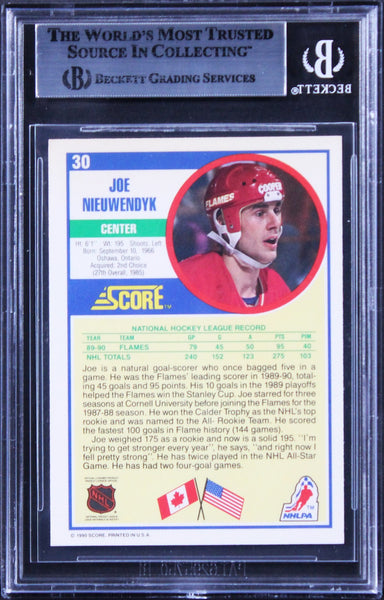 THE WORLD'S MOST TRUSTED
SOURCE IN COLLECTING™
BECKETT GRADING SERVICES
BECKETT
30
JOE
NIEUWENDYK
CENTER
Ht: 6'1" Wt: 195 Shoots: Left
Born: September 10, 1966
Oshawa, Ontario
Acquired: 2nd Choice
(27th Overall, 1985)
FLAMES
COOPER
SCORE™
NATIONAL HOCKEY LEAGUE RECORD
YEAR TEAM GP G A PTS PIM
89-90 FLAMES 79 45 50 95 40
NHL TOTALS 240 152 123 275 103
Joe is a natural goal-scorer who once bagged five in a
game. He was the Flames' leading scorer in 1989-90, total-
ing 45 goals and 95 points. His 10 goals in the 1989 playoffs
helped the Flames win the Stanley Cup. Joe starred for three
seasons at Cornell University before joining the Flames for the
1987-88 season. He won the Calder Trophy as the NHL's top
rookie and was named to the All- Rookie Team. He scored
the fastest 100 goals in Flame history (144 games).
Joe weighed 175 as a rookie and now is a solid 195. "I'm
trying to get stronger every year", he says, "and right now I
fell pretty strong". He has twice played in the NHL All-Star
Game. He has had two four-goal games.
NHL
NHLPA
™
© 1990 SCORE, PRINTED IN U.S.A.